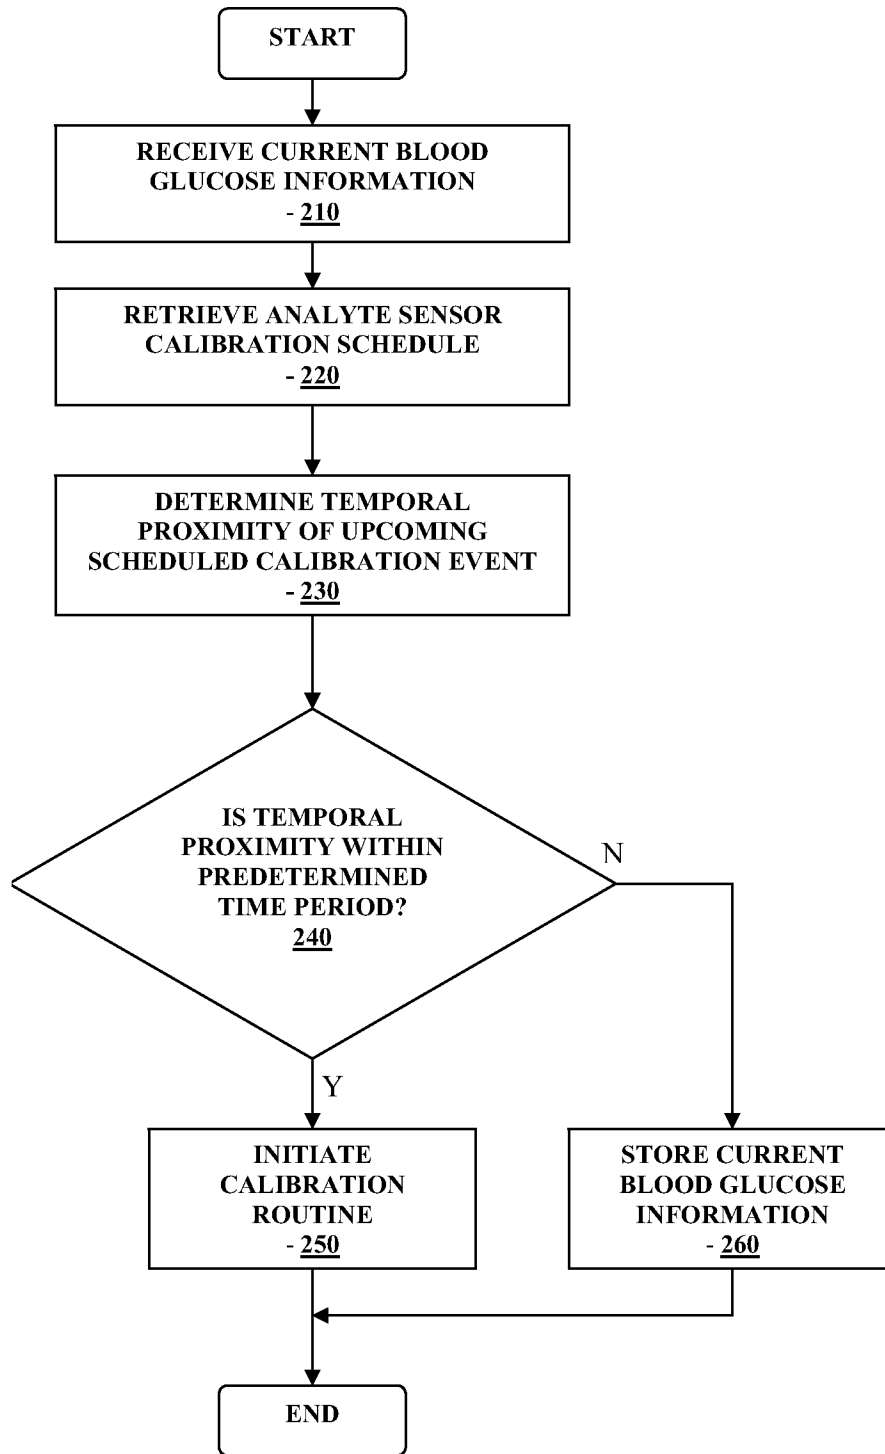 START
RECEIVE CURRENT BLOOD
GLUCOSE INFORMATION
- 210
RETRIEVE ANALYTE SENSOR
CALIBRATION SCHEDULE
- 220
DETERMINE TEMPORAL
PROXIMITY OF UPCOMING
SCHEDULED CALIBRATION EVENT
- 230
IS TEMPORAL
PROXIMITY WITHIN
PREDETERMINED
TIME PERIOD?
240
N
Y
INITIATE
CALIBRATION
ROUTINE
- 250
STORE CURRENT
BLOOD GLUCOSE
INFORMATION
- 260
END